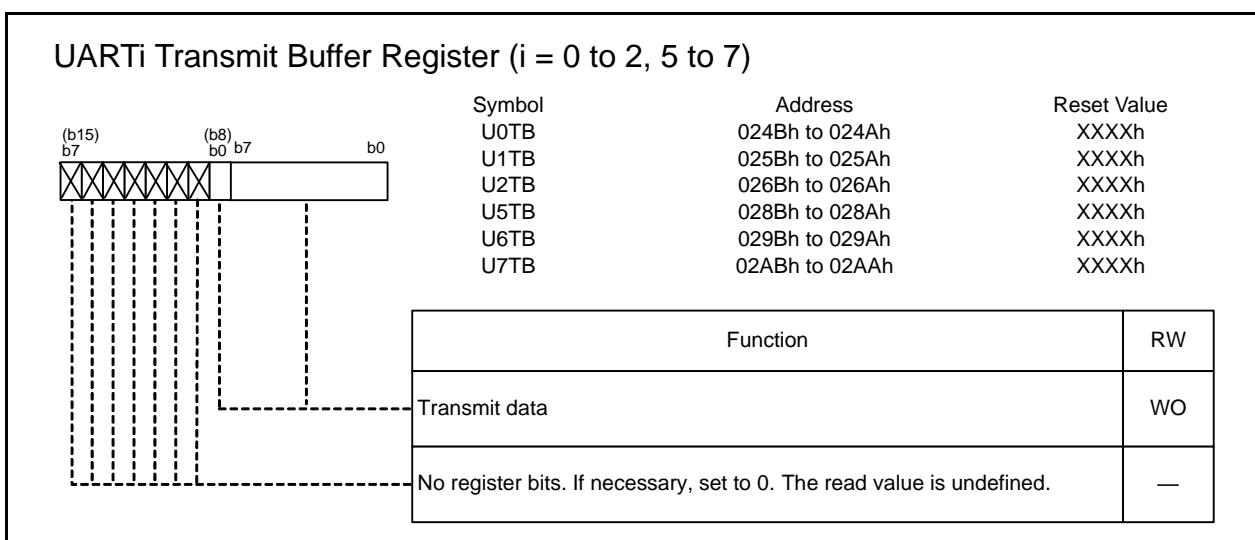 UARTi Transmit Buffer Register (i = 0 to 2, 5 to 7)
Symbol Address Reset Value
U0TB 024Bh to 024Ah XXXXh
U1TB 025Bh to 025Ah XXXXh
U2TB 026Bh to 026Ah XXXXh
U5TB 028Bh to 028Ah XXXXh
U6TB 029Bh to 029Ah XXXXh
U7TB 02ABh to 02AAh XXXXh
(b15) (b8)
b7 b0 b7 b0
Function RW
Transmit data WO
No register bits. If necessary, set to 0. The read value is undefined. —